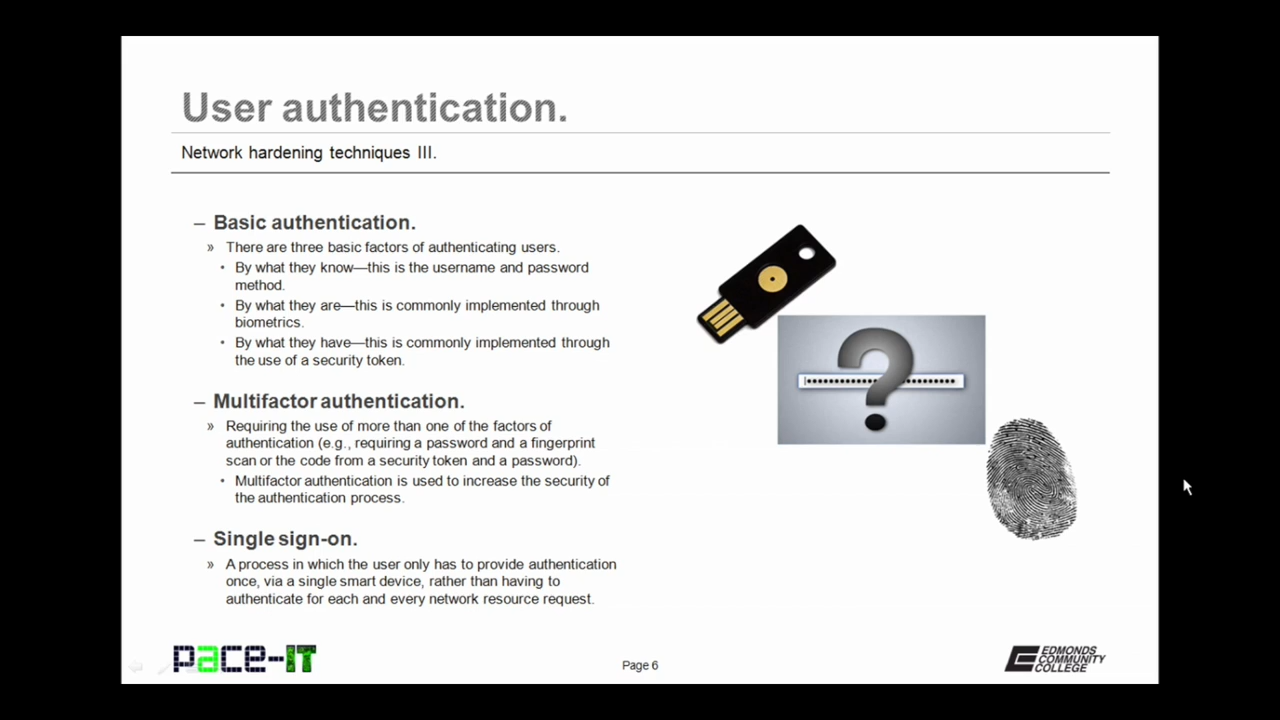 User authentication.
Network hardening techniques III.
– Basic authentication.
» There are three basic factors of authenticating users.
• By what they know—this is the username and password
method.
• By what they are—this is commonly implemented through
biometrics.
• By what they have—this is commonly implemented through
the use of a security token.
– Multifactor authentication.
» Requiring the use of more than one of the factors of
authentication (e.g., requiring a password and a fingerprint
scan or the code from a security token and a password).
• Multifactor authentication is used to increase the security of
the authentication process.
– Single sign-on.
» A process in which the user only has to provide authentication
once, via a single smart device, rather than having to
authenticate for each and every network resource request.
?
pace-IT
Page 6
EDMONDS
COMMUNITY
COLLEGE